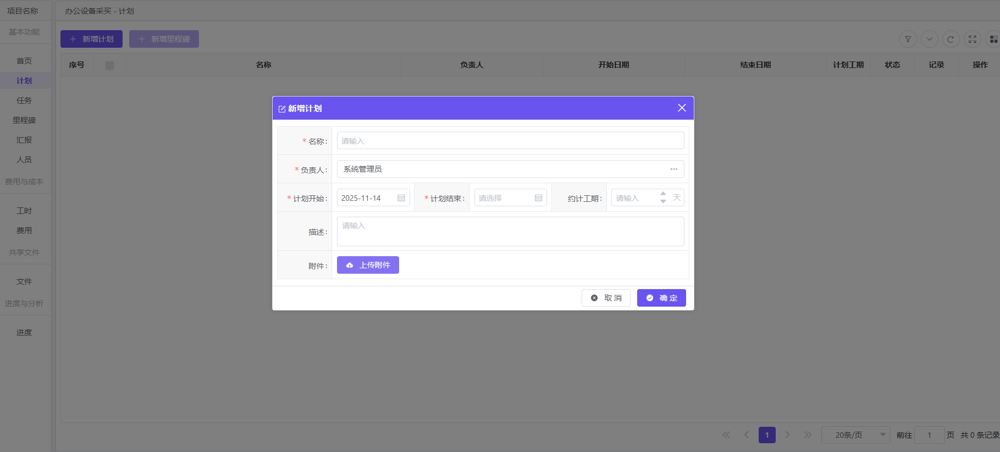 项目名称
办公设备采买 - 计划
基本功能
首页
计划
任务
里程碑
汇报
人员
费用与成本
工时
费用
共享文件
文件
进度与分析
进度
新增计划
新增里程碑
序号
名称
负责人
开始日期
结束日期
计划工期
状态
记录
操作
新增计划
* 名称:
请输入
* 负责人:
系统管理员
* 计划开始:
2025-11-14
* 计划结束:
请选择
约计工期:
请输入
天
描述:
请输入
附件:
上传附件
取 消
确 定
1
20条/页
前往
1
页
共 0 条记录